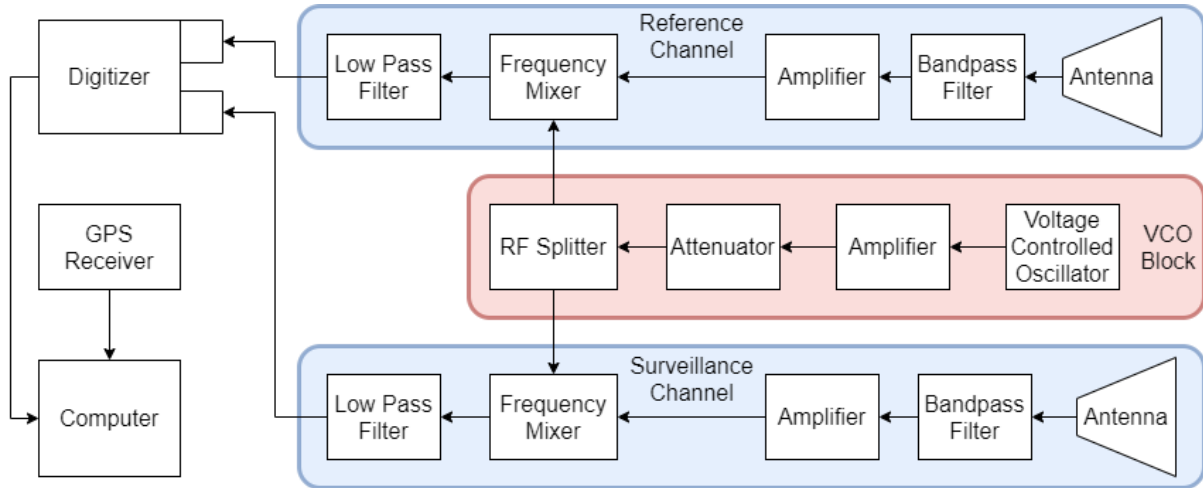 Reference
Channel
Digitizer
Low Pass
Filter
Frequency
Mixer
Amplifier
Bandpass
Filter
Antenna
GPS
Receiver
RF Splitter
Attenuator
Amplifier
Voltage
Controlled
Oscillator
VCO
Block
Surveillance
Channel
Computer
Low Pass
Filter
Frequency
Mixer
Amplifier
Bandpass
Filter
Antenna